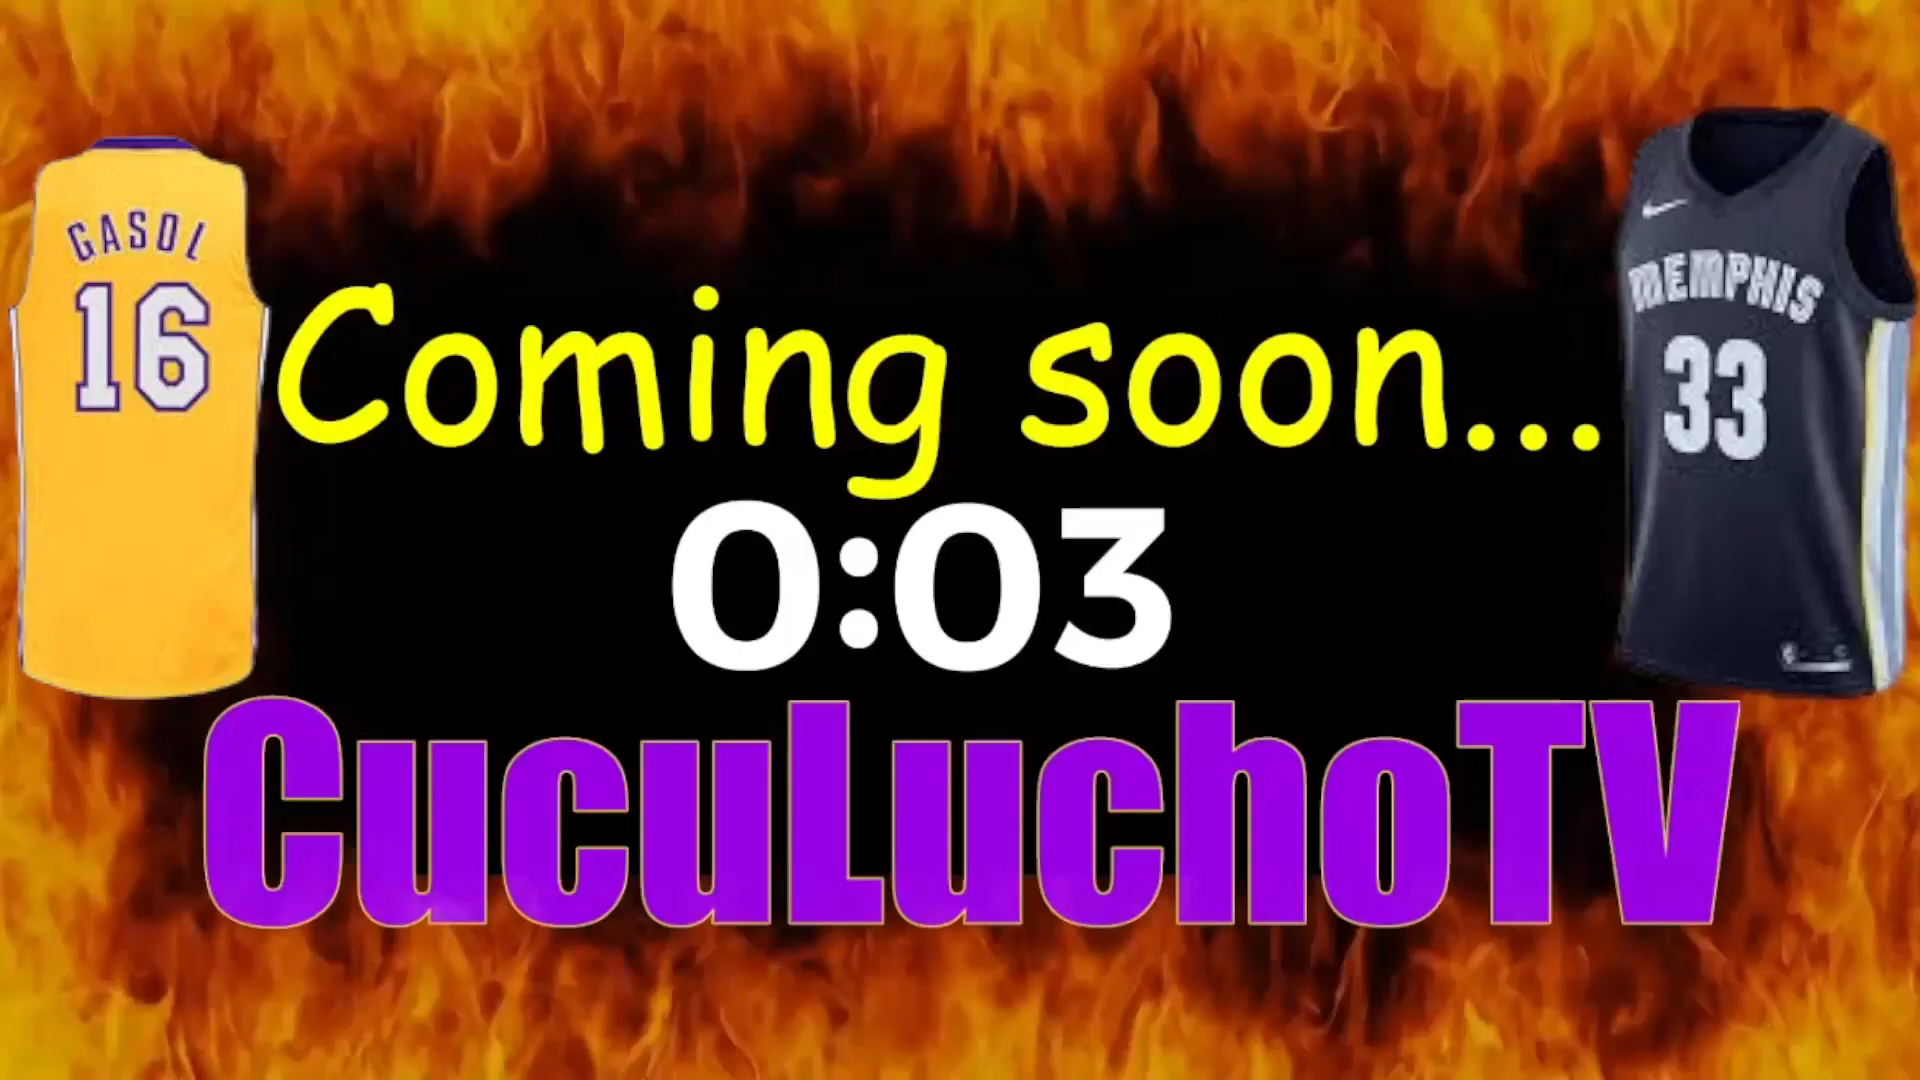 GASOL
16
MEMPHIS
33
Coming soon...
0:03
CucuLuchoTV